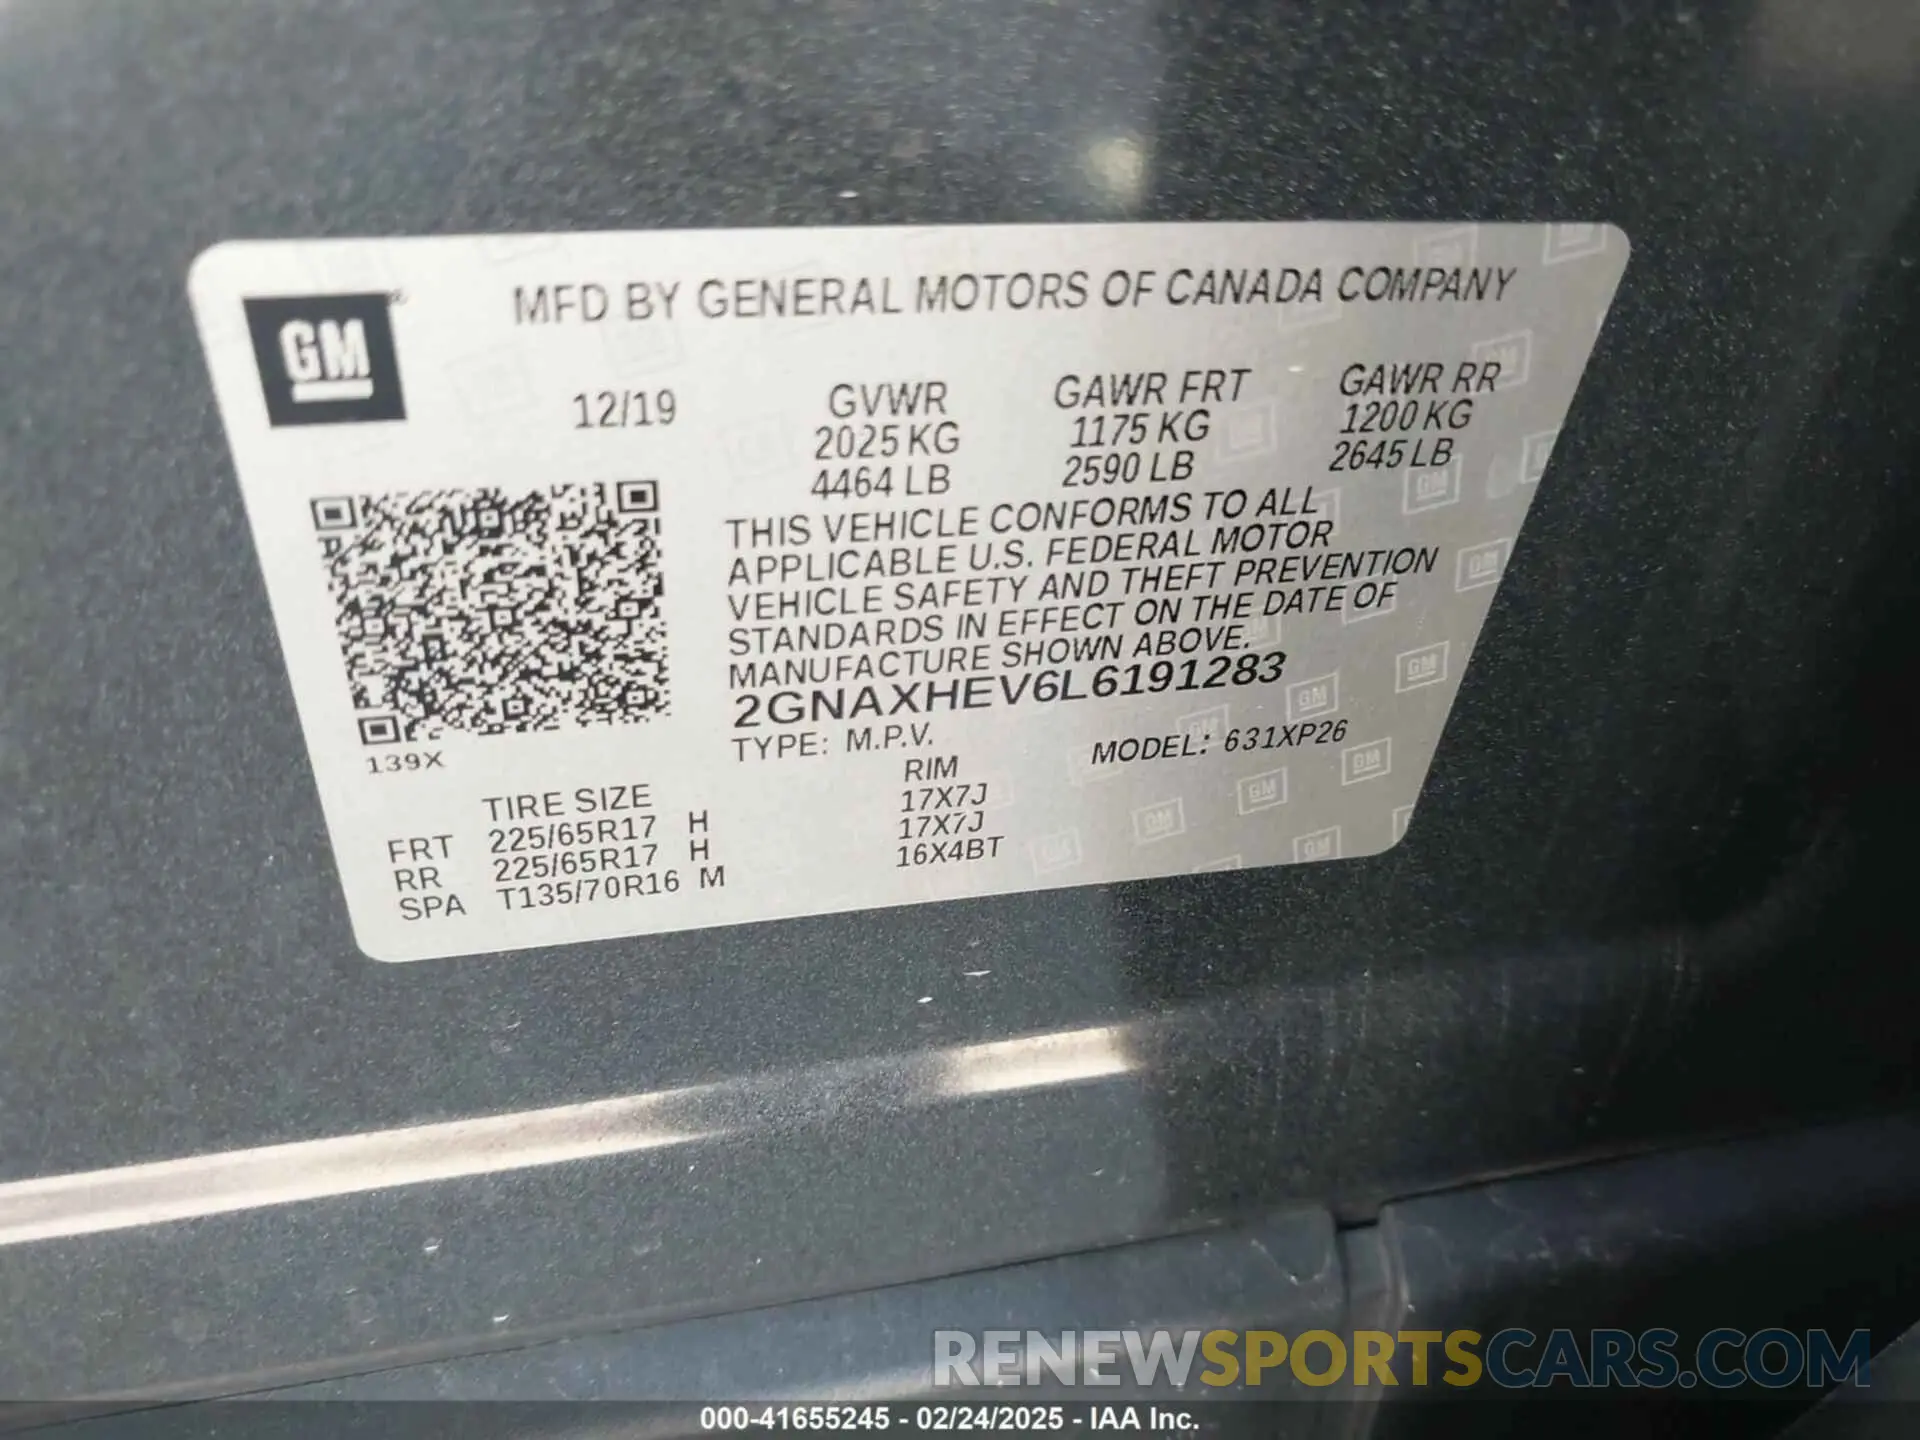 GM
MFD BY GENERAL MOTORS OF CANADA COMPANY
12/19 GVWR GAWR FRT GAWR RR
2025 KG 1175 KG 1200 KG
4464 LB 2590 LB 2645 LB
THIS VEHICLE CONFORMS TO ALL
APPLICABLE U.S. FEDERAL MOTOR
VEHICLE SAFETY AND THEFT PREVENTION
STANDARDS IN EFFECT ON THE DATE OF
MANUFACTURE SHOWN ABOVE.
2GNAXHEV6L6191283
TYPE: M.P.V. MODEL: 631XP26
139X
TIRE SIZE RIM
FRT 225/65R17 H 17X7J
RR 225/65R17 H 17X7J
SPA T135/70R16 M 16X4BT
RENEWSPORTSCARS.COM
000-41655245 - 02/24/2025 - IAA Inc.